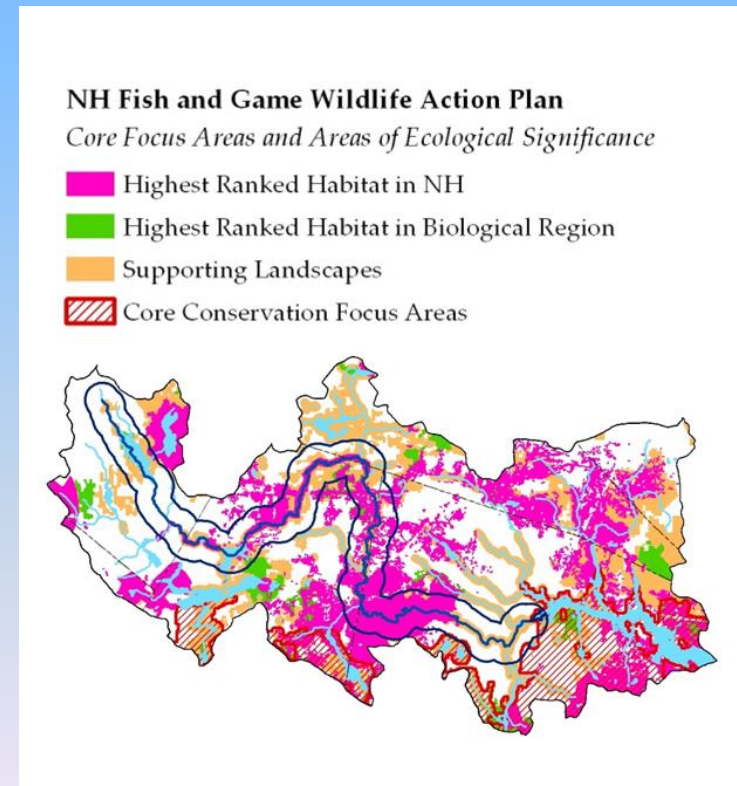 NH Fish and Game Wildlife Action Plan
Core Focus Areas and Areas of Ecological Significance
Highest Ranked Habitat in NH
Highest Ranked Habitat in Biological Region
Supporting Landscapes
Core Conservation Focus Areas